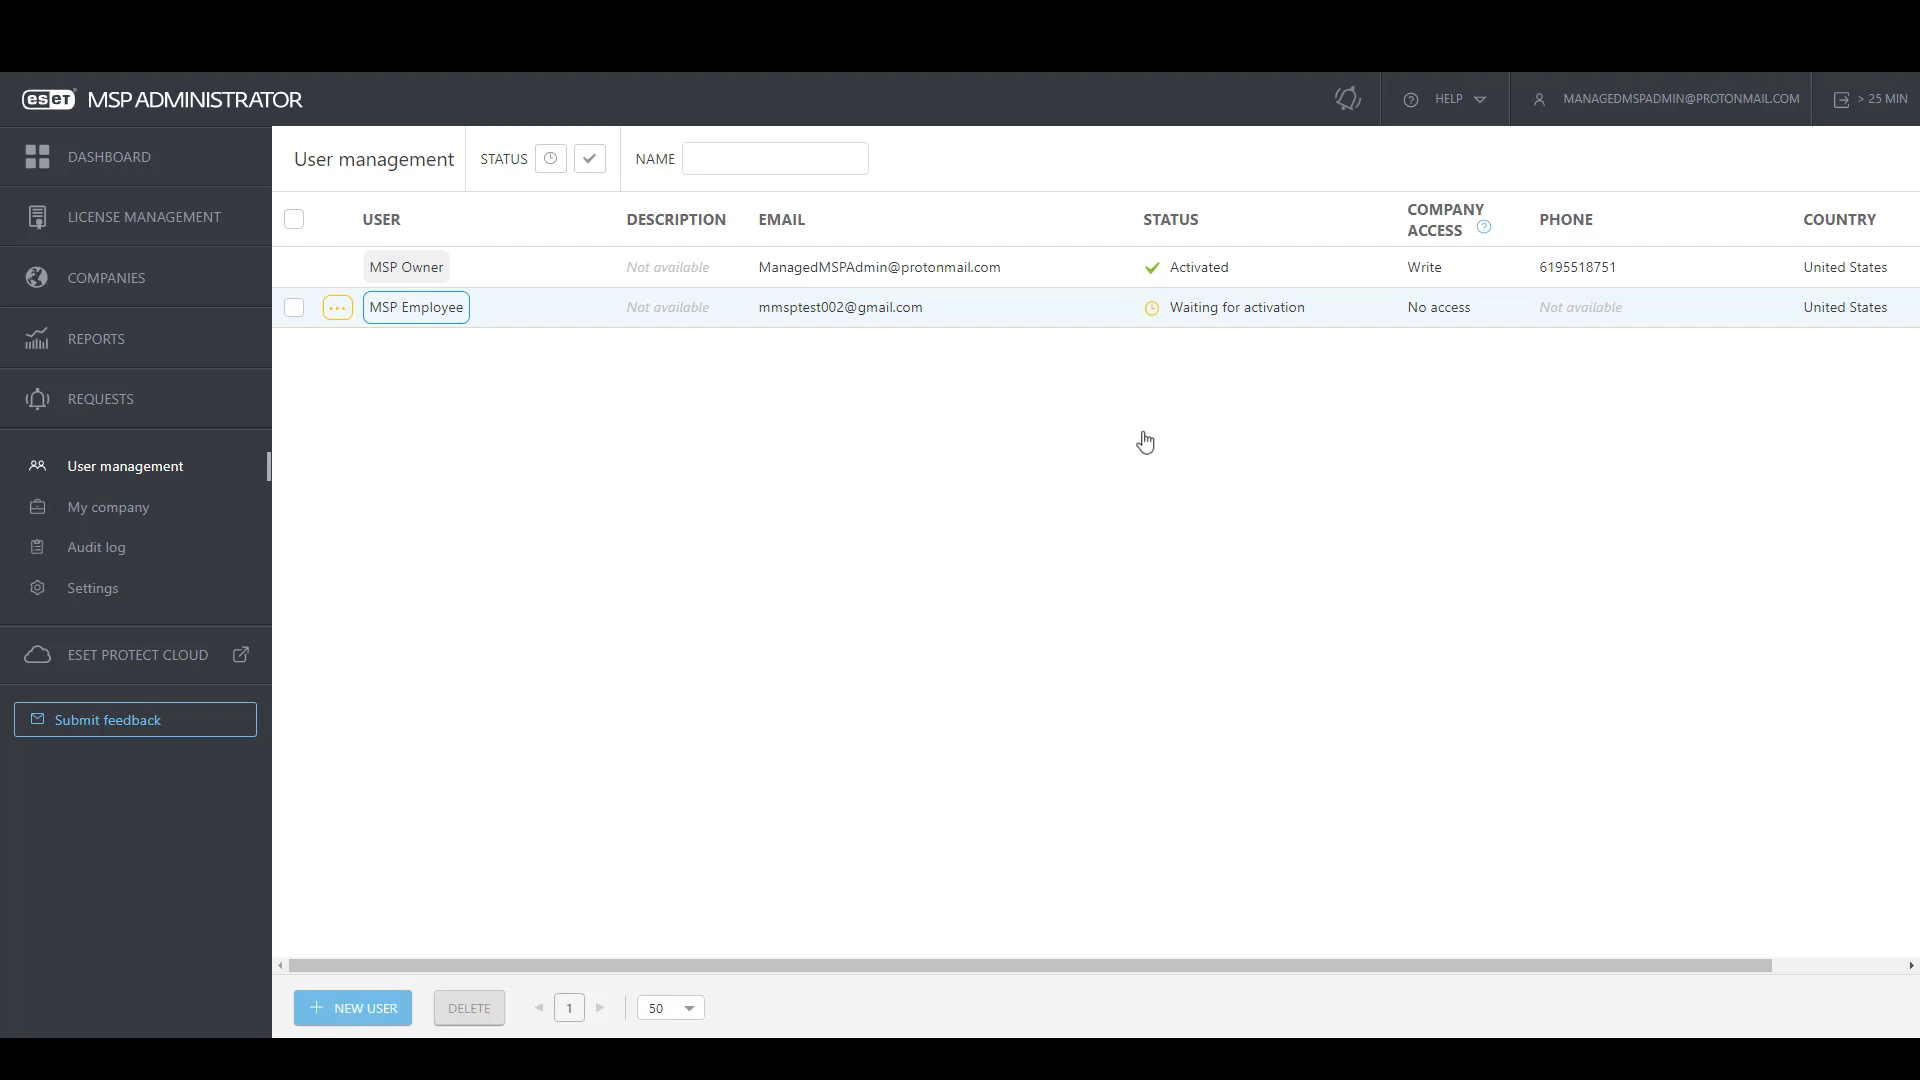 eseT MSP ADMINISTRATOR
HELP
MANAGEDMSPADMIN@PROTONMAIL.COM
> 25 MIN
DASHBOARD
LICENSE MANAGEMENT
COMPANIES
REPORTS
REQUESTS
User management
My company
Audit log
Settings
ESET PROTECT CLOUD
Submit feedback
User management STATUS NAME
USER DESCRIPTION EMAIL STATUS COMPANY ACCESS PHONE COUNTRY
MSP Owner Not available ManagedMSPAdmin@protonmail.com Activated Write 6195518751 United States
MSP Employee Not available mmsptest002@gmail.com Waiting for activation No access Not available United States
NEW USER DELETE 1 50